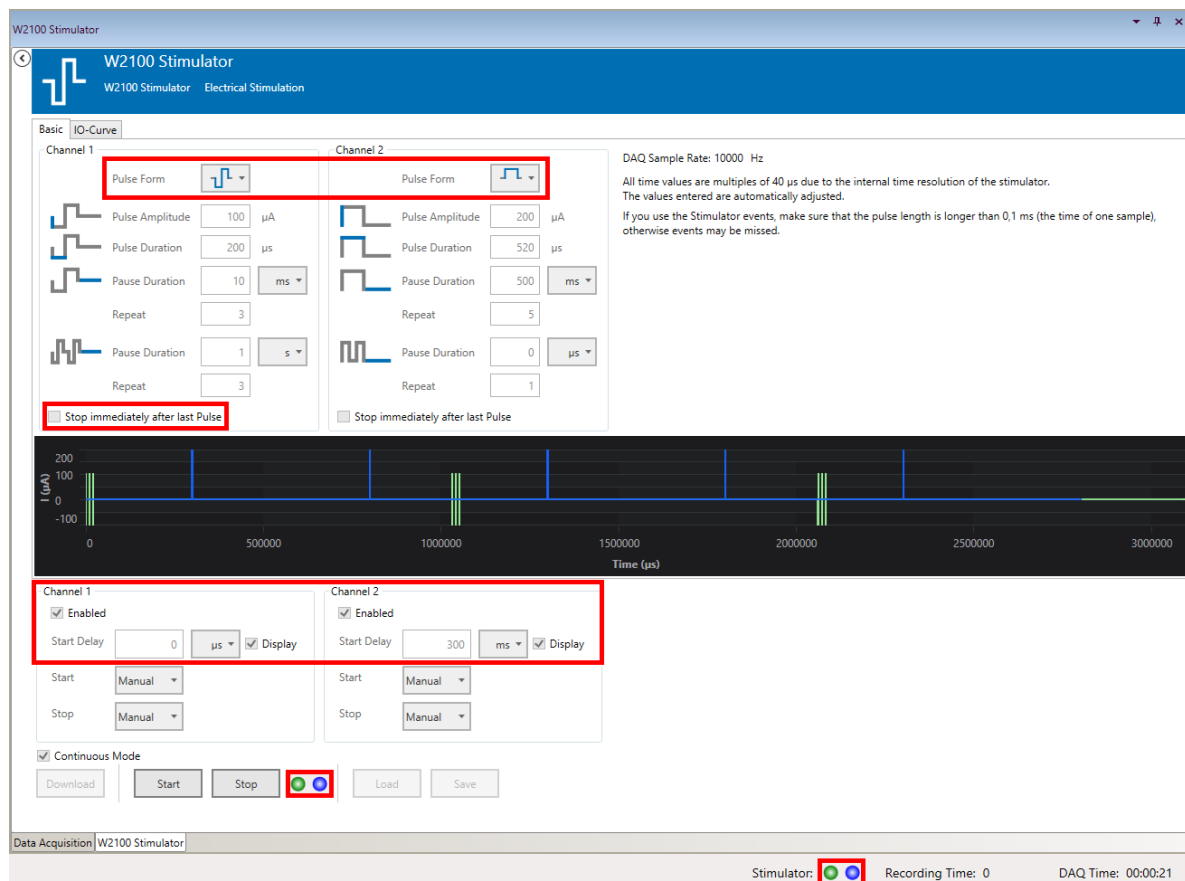 W2100 Stimulator
W2100 Stimulator
W2100 Stimulator Electrical Stimulation
Basic IO-Curve
Channel 1
Pulse Form
Pulse Amplitude 100 µA
Pulse Duration 200 µs
Pause Duration 10 ms
Repeat 3
Pause Duration 1 s
Repeat 3
Stop immediately after last Pulse
Channel 2
Pulse Form
Pulse Amplitude 200 µA
Pulse Duration 520 µs
Pause Duration 500 ms
Repeat 5
Pause Duration 0 µs
Repeat 1
Stop immediately after last Pulse
DAQ Sample Rate: 10000 Hz
All time values are multiples of 40 µs due to the internal time resolution of the stimulator.
The values entered are automatically adjusted.
If you use the Stimulator events, make sure that the pulse length is longer than 0,1 ms (the time of one sample),
otherwise events may be missed.
I (µA)
200
100
0
-100
0 500000 1000000 1500000 2000000 2500000 3000000
Time (µs)
Channel 1
Enabled
Start Delay 0 µs Display
Start Manual
Stop Manual
Channel 2
Enabled
Start Delay 300 ms Display
Start Manual
Stop Manual
Continuous Mode
Download Start Stop Load Save
Data Acquisition W2100 Stimulator
Stimulator: Recording Time: 0 DAQ Time: 00:00:21